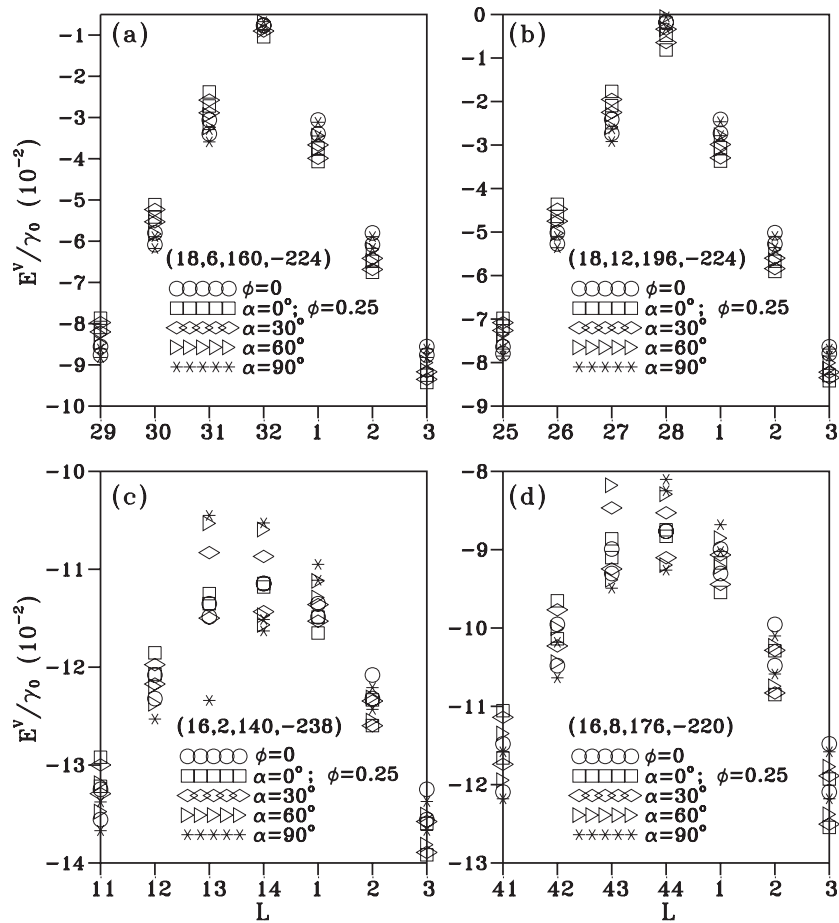 (a)
(b)
−1
−2
−3
−4
−5
−6
−7
−8
−9
−10
0
−1
−2
−3
−4
−5
−6
−7
−8
−9
E^v/γ₀ (10⁻²)
(18,6,160,−224)
ϕ=0
α=0°; ϕ=0.25
α=30°
α=60°
α=90°
(18,12,196,−224)
ϕ=0
α=0°; ϕ=0.25
α=30°
α=60°
α=90°
29 30 31 32 1 2 3
25 26 27 28 1 2 3
(c)
(d)
−10
−11
−12
−13
−14
−8
−9
−10
−11
−12
−13
E^v/γ₀ (10⁻²)
(16,2,140,−238)
ϕ=0
α=0°; ϕ=0.25
α=30°
α=60°
α=90°
(16,8,176,−220)
ϕ=0
α=0°; ϕ=0.25
α=30°
α=60°
α=90°
11 12 13 14 1 2 3
41 42 43 44 1 2 3
L
L